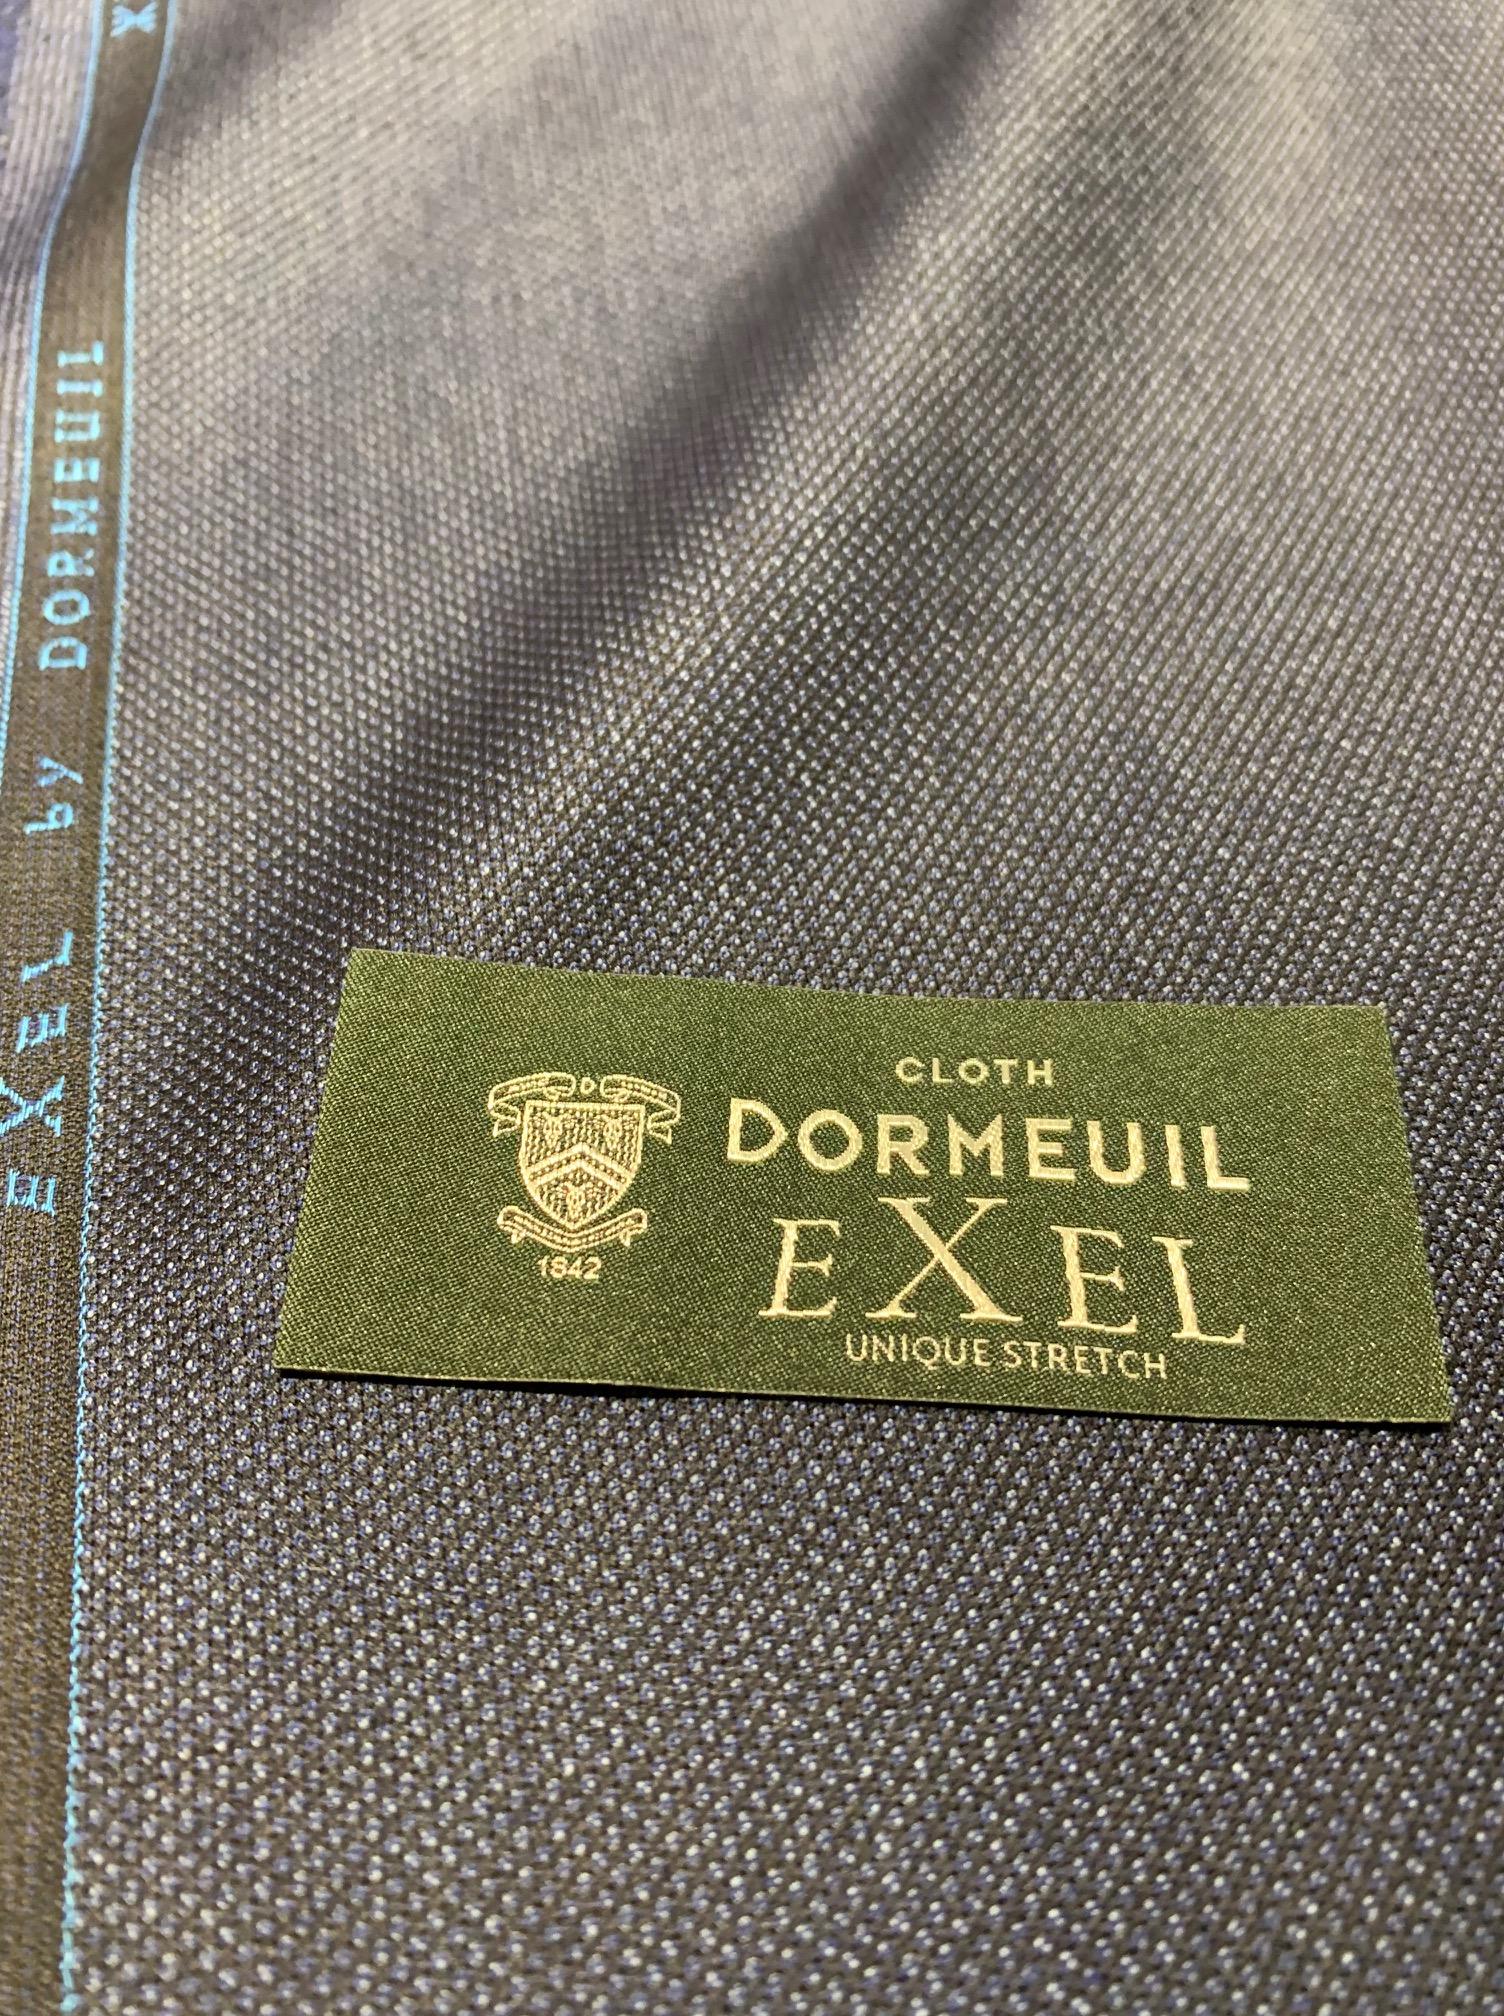 EXEL by DORMEUIL
X
D
1842
CLOTH
DORMEUIL
EXEL
UNIQUE STRETCH